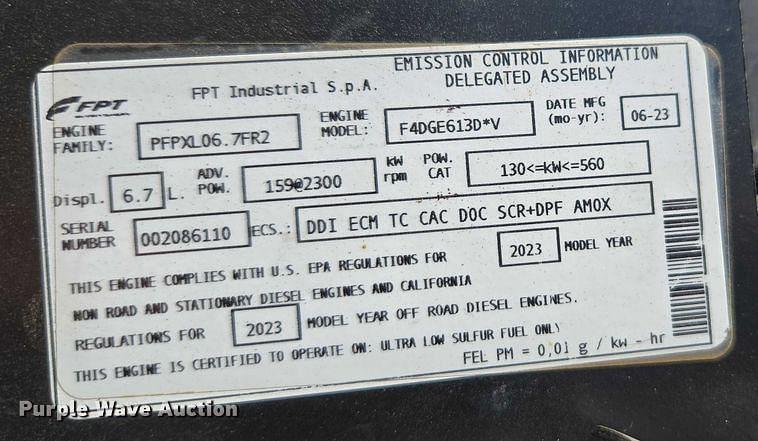 EMISSION CONTROL INFORMATION
DELEGATED ASSEMBLY
FPT
FPT Industrial S.p.A.
ENGINE FAMILY: PFPXL06.7FR2 ENGINE MODEL: F4DGE613D*V DATE MFG (mo-yr): 06-23
Displ. 6.7 L. ADV. POW. 159@2300 kW rpm POW. CAT 130<=kW<=560
SERIAL NUMBER 002086110 ECS.: DDI ECM TC CAC DOC SCR+DPF AMOX
THIS ENGINE COMPLIES WITH U.S. EPA REGULATIONS FOR 2023 MODEL YEAR
NON ROAD AND STATIONARY DIESEL ENGINES AND CALIFORNIA
REGULATIONS FOR 2023 MODEL YEAR OFF ROAD DIESEL ENGINES.
THIS ENGINE IS CERTIFIED TO OPERATE ON: ULTRA LOW SULFUR FUEL ONLY
FEL PM = 0,01 g / kw - hr
Purple Wave Auction